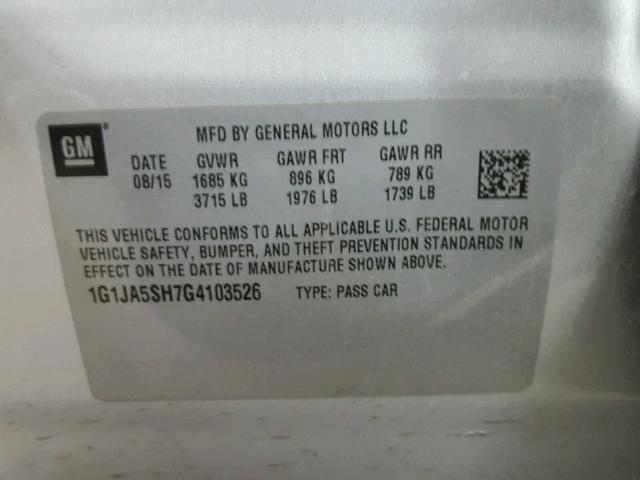 GM ®
MFD BY GENERAL MOTORS LLC
DATE GVWR GAWR FRT GAWR RR
08/15 1685 KG 896 KG 789 KG
3715 LB 1976 LB 1739 LB
THIS VEHICLE CONFORMS TO ALL APPLICABLE U.S. FEDERAL MOTOR
VEHICLE SAFETY, BUMPER, AND THEFT PREVENTION STANDARDS IN
EFFECT ON THE DATE OF MANUFACTURE SHOWN ABOVE.
1G1JA5SH7G4103526 TYPE: PASS CAR